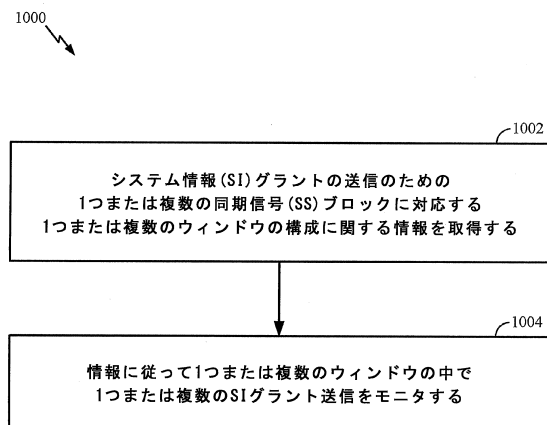 1000
1002
システム情報(SI)グラントの送信のための
1つまたは複数の同期信号(SS)ブロックに対応する
1つまたは複数のウィンドウの構成に関する情報を取得する
1004
情報に従って1つまたは複数のウィンドウの中で
1つまたは複数のSIグラント送信をモニタする